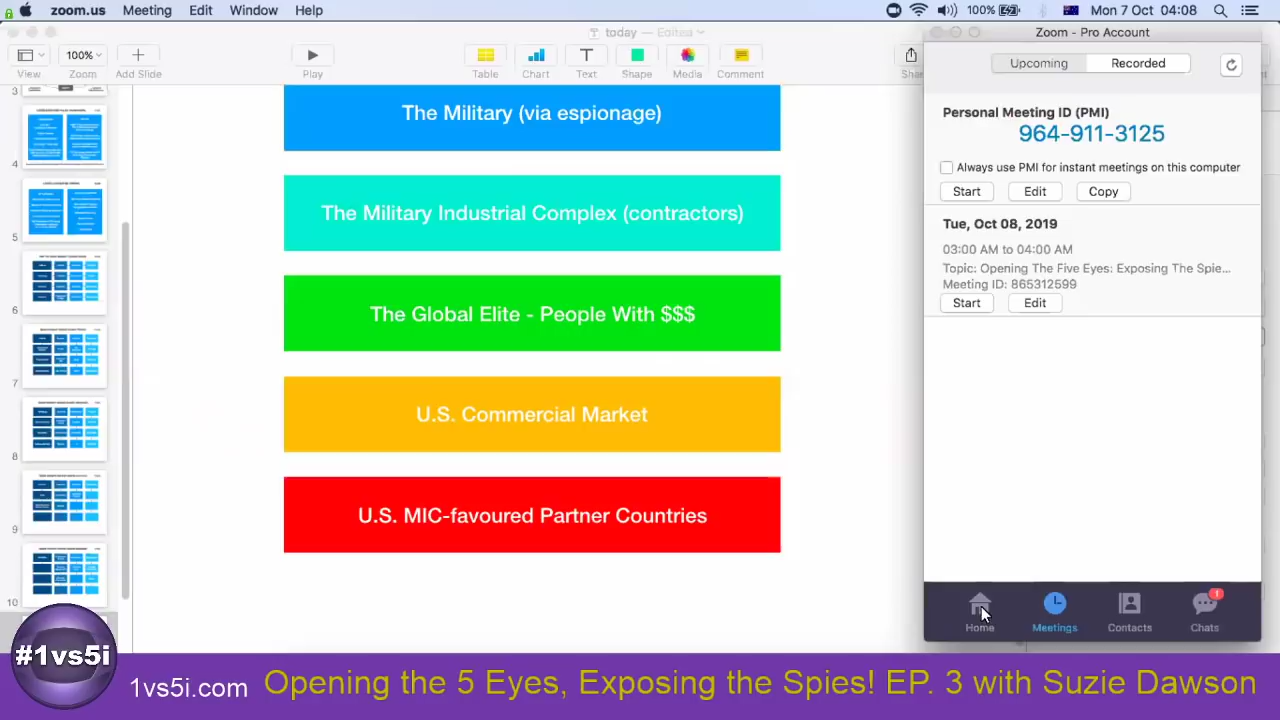 zoom.us Meeting Edit Window Help 100% Mon 7 Oct 04:08
today — Edited
Zoom - Pro Account
100% 
View Zoom Add Slide Play Table Chart Text Shape Media Comment
Upcoming Recorded
Personal Meeting ID (PMI)
964-911-3125
Always use PMI for instant meetings on this computer
Start Edit Copy
Tue, Oct 08, 2019
03:00 AM to 04:00 AM
Topic: Opening The Five Eyes: Exposing The Spie...
Meeting ID: 865312599
Start Edit
Home Meetings Contacts Chats
3
4
5
6
7
8
9
10
The Military (via espionage)
The Military Industrial Complex (contractors)
The Global Elite - People With $$$
U.S. Commercial Market
U.S. MIC-favoured Partner Countries
#1vs5i
1vs5i.com
Opening the 5 Eyes, Exposing the Spies! EP. 3 with Suzie Dawson